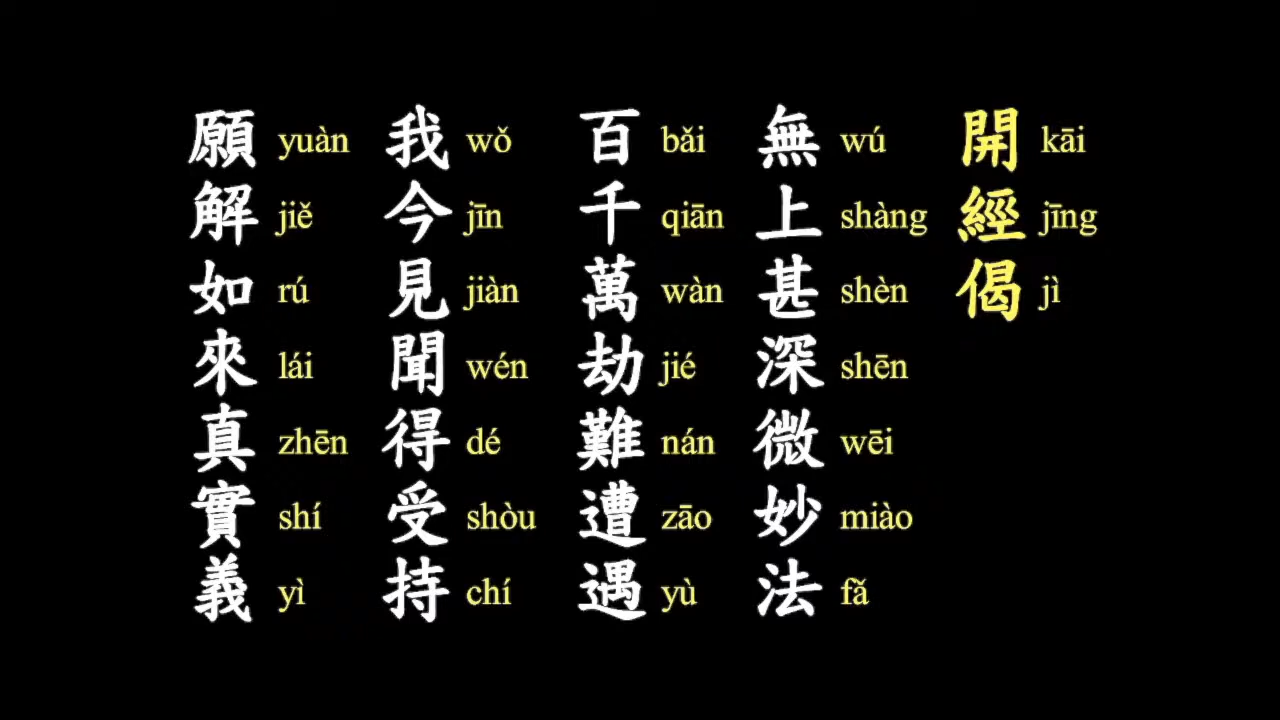 開 kāi 經 jīng 偈 jì
無 wú 上 shàng 甚 shèn 深 shēn 微 wēi 妙 miào 法 fǎ
百 bǎi 千 qiān 萬 wàn 劫 jié 難 nán 遭 zāo 遇 yù
我 wǒ 今 jīn 見 jiàn 聞 wén 得 dé 受 shòu 持 chí
願 yuàn 解 jiě 如 rú 來 lái 真 zhēn 實 shí 義 yì